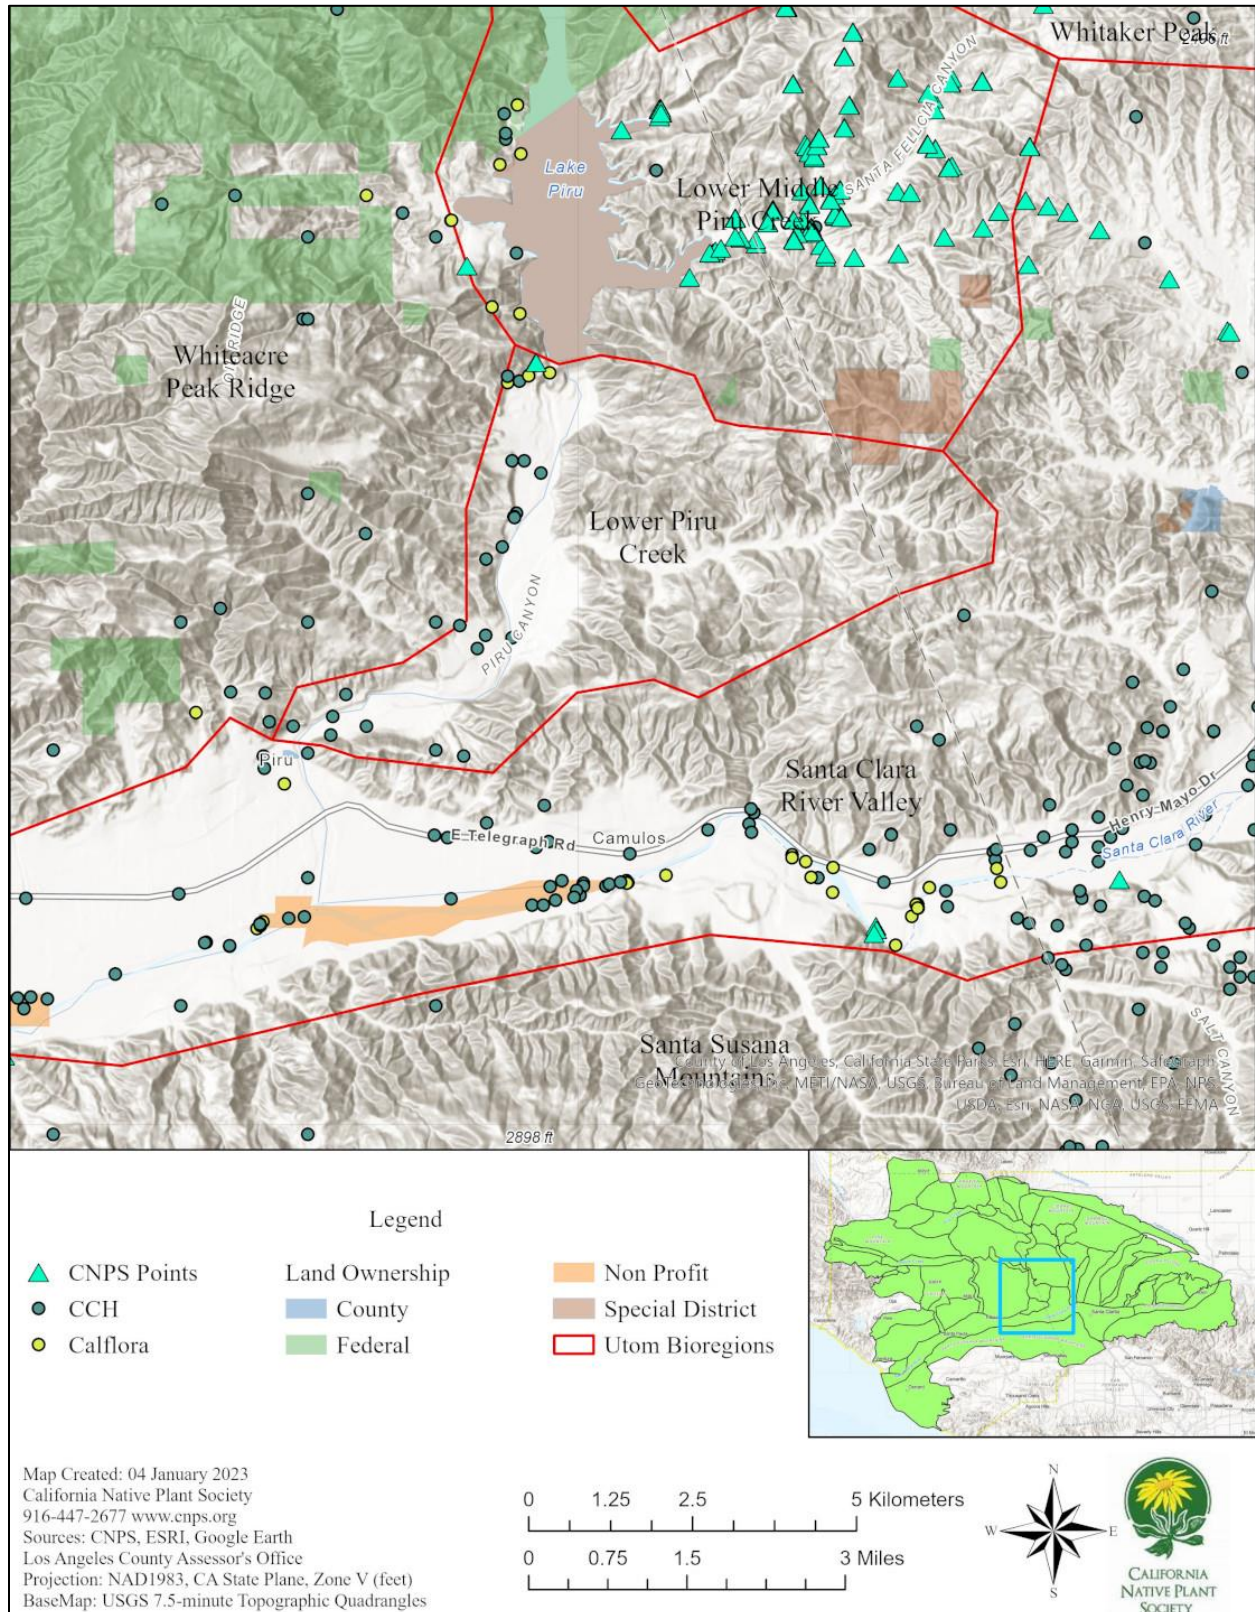 Whitaker Peak
Lake
Piru
SANTA FELLCIA CANYON
Lower Middle
Piru Creek
RIDGE
Whiteacre
Peak Ridge
Lower Piru
Creek
PIRU CANYON
Piru
Santa Clara
River Valley
Henry Mayo Dr
E Telegraph Rd
Camulos
Santa Clara River
SALT CANYON
Santa Susana
Mountains
County of Los Angeles, California State Parks, Esri, HERE, Garmin, SafeGraph,
GeoTechnologies, Inc, METI/NASA, USGS, Bureau of Land Management, EPA, NPS,
USDA, Esri, NASA, NGA, USGS, FEMA
2898 ft
Legend
CNPS Points
CCH
Calflora
Land Ownership
County
Federal
Non Profit
Special District
Utom Bioregions
Map Created: 04 January 2023
California Native Plant Society
916-447-2677 www.cnps.org
Sources: CNPS, ESRI, Google Earth
Los Angeles County Assessor's Office
Projection: NAD1983, CA State Plane, Zone V (feet)
BaseMap: USGS 7.5-minute Topographic Quadrangles
0 1.25 2.5 5 Kilometers
0 0.75 1.5 3 Miles
N
W E
S
CALIFORNIA
NATIVE PLANT
SOCIETY